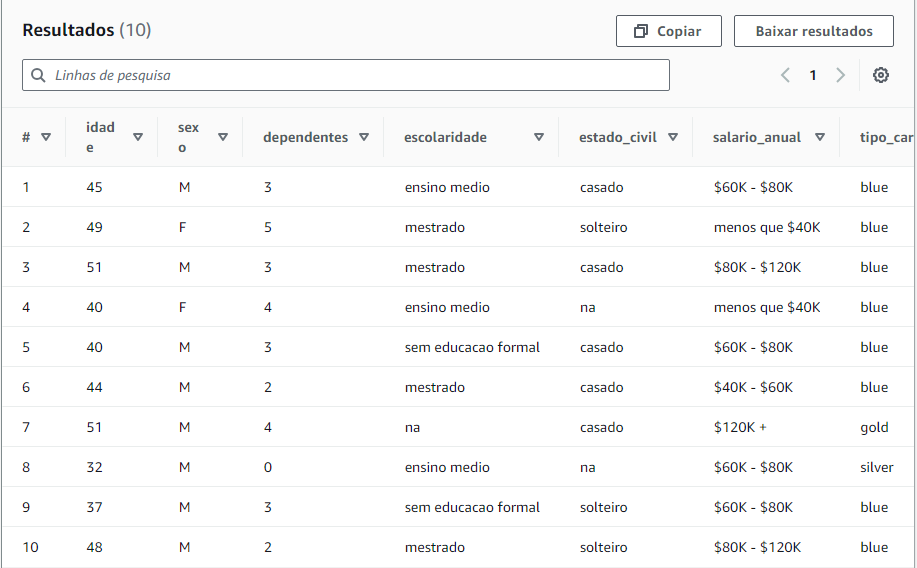 Resultados (10)
Copiar
Baixar resultados
Linhas de pesquisa
1
# idad
e sex
o dependentes escolaridade estado_civil salario_anual tipo_car
1 45 M 3 ensino medio casado $60K - $80K blue
2 49 F 5 mestrado solteiro menos que $40K blue
3 51 M 3 mestrado casado $80K - $120K blue
4 40 F 4 ensino medio na menos que $40K blue
5 40 M 3 sem educacao formal casado $60K - $80K blue
6 44 M 2 mestrado casado $40K - $60K blue
7 51 M 4 na casado $120K + gold
8 32 M 0 ensino medio na $60K - $80K silver
9 37 M 3 sem educacao formal solteiro $60K - $80K blue
10 48 M 2 mestrado solteiro $80K - $120K blue